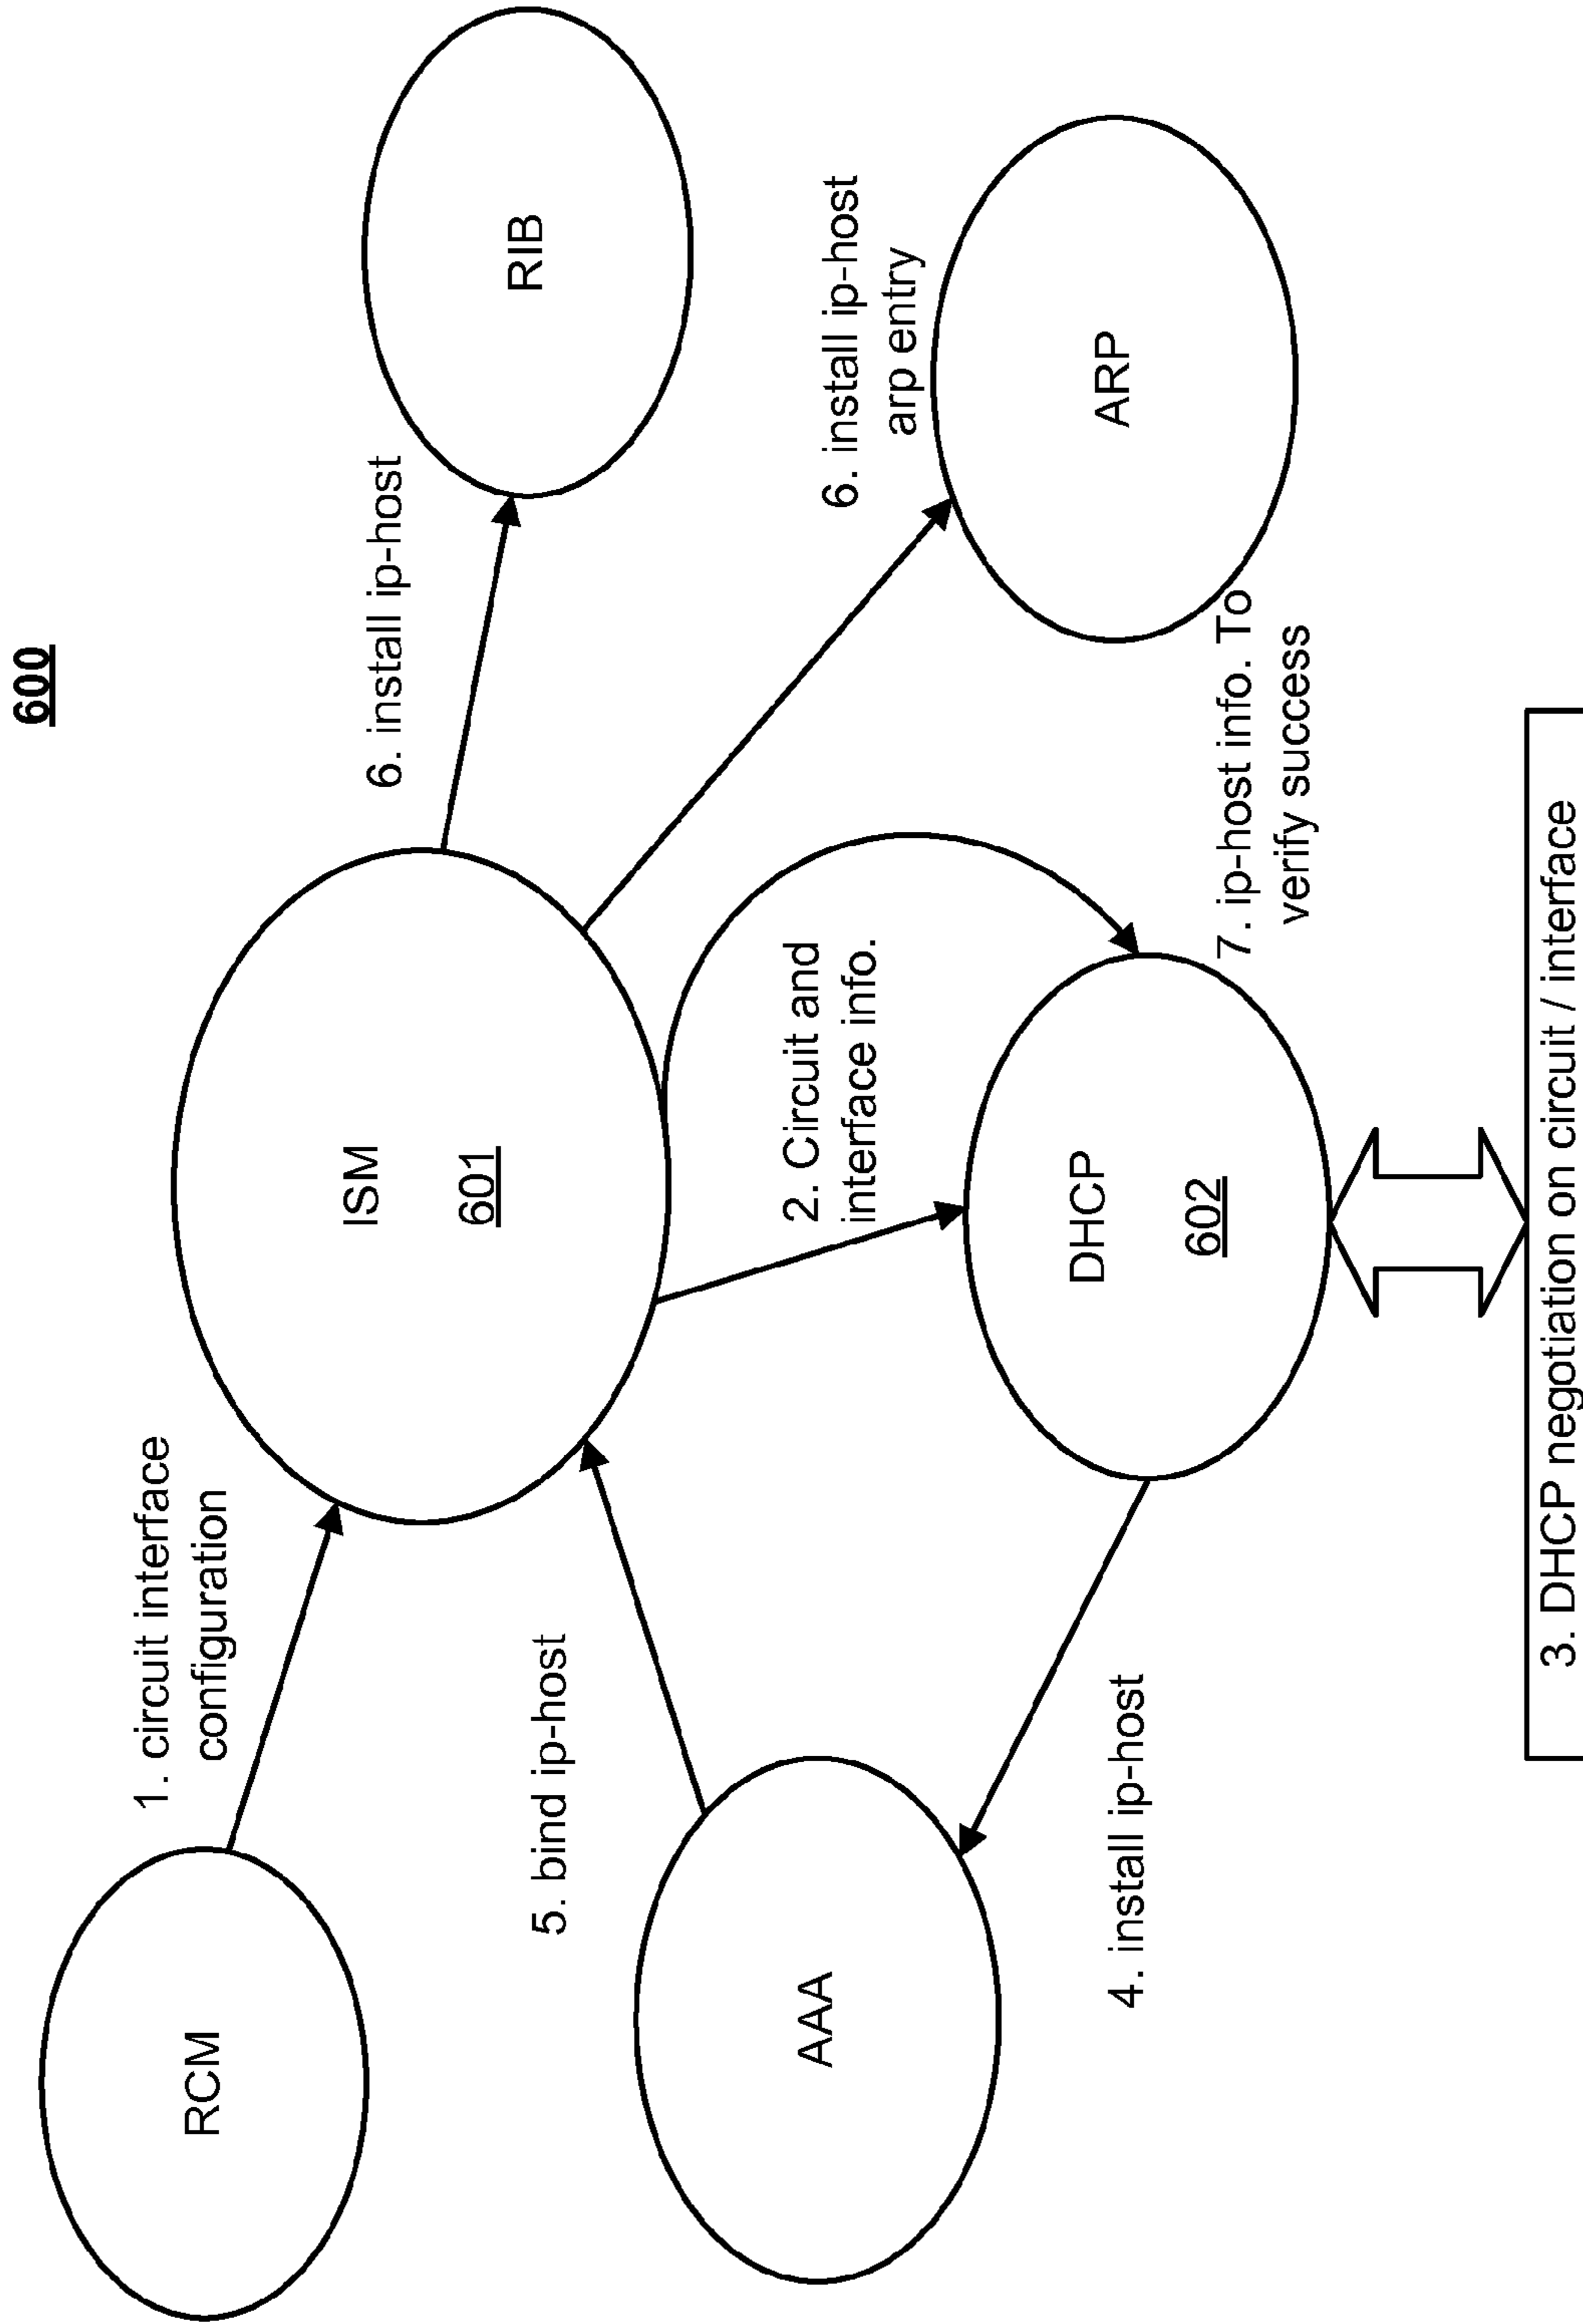 600
RCM
1. circuit interface
configuration
ISM
601
6. install ip-host
RIB
5. bind ip-host
2. Circuit and
interface info.
6. install ip-host
arp entry
AAA
DHCP
602
ARP
4. install ip-host
7. ip-host info. To
verify success
3. DHCP negotiation on circuit / interface